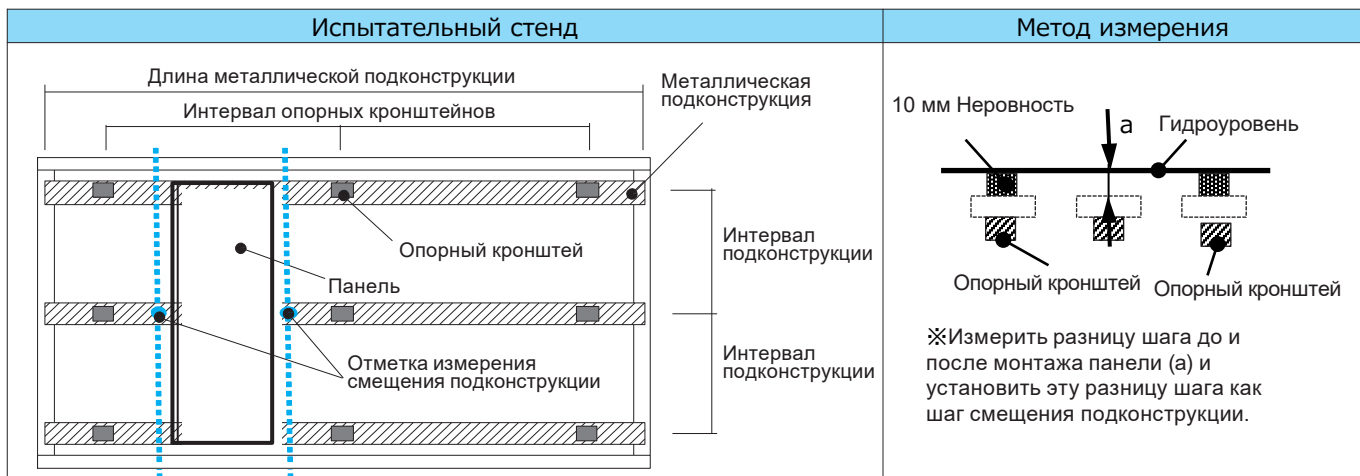 Испытательный стенд
Метод измерения
Длина металлической подконструкции
Интервал опорных кронштейнов
Металлическая
подконструкция
Опорный кронштей
Панель
Отметка измерения
смещения подконструкции
Интервал
подконструкции
Интервал
подконструкции
10 мм Неровность
a
Гидроуровень
Опорный кронштей
Опорный кронштей
※Измерить разницу шага до и
после монтажа панели (а) и
установить эту разницу шага как
шаг смещения подконструкции.